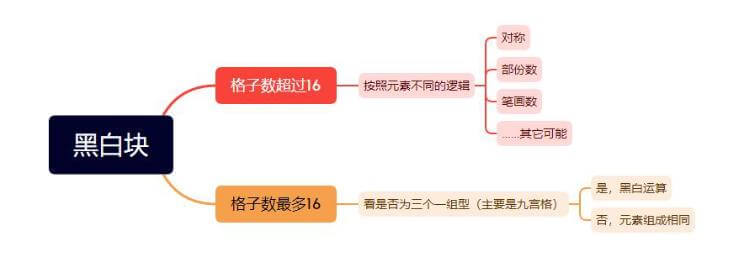 黑白块
格子数超过16
按照元素不同的逻辑
对称
部份数
笔画数
……其它可能
格子数最多16
看是否为三个一组型（主要是九宫格）
是，黑白运算
否，元素组成相同